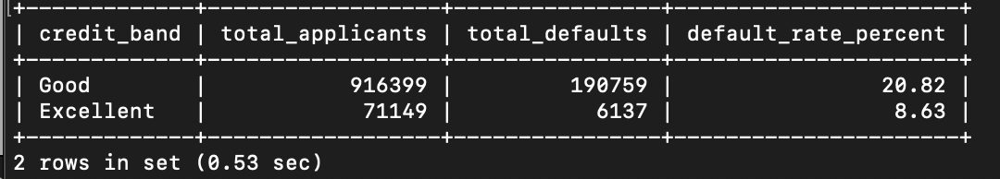 +-------------+------------------+----------------+----------------------+
| credit_band | total_applicants | total_defaults | default_rate_percent |
+-------------+------------------+----------------+----------------------+
| Good        |           916399 |         190759 |                20.82 |
| Excellent   |            71149 |           6137 |                 8.63 |
+-------------+------------------+----------------+----------------------+
2 rows in set (0.53 sec)